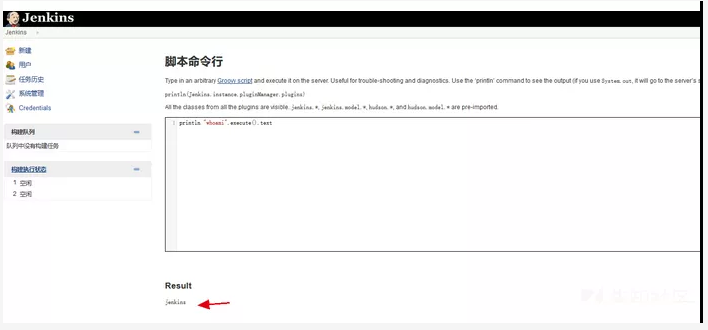 Jenkins
Jenkins
新建
用户
任务历史
系统管理
Credentials
构建队列
队列中没有构建任务
构建执行状态
1 空闲
2 空闲
脚本命令行
Type in an arbitrary Groovy script and execute it on the server. Useful for trouble-shooting and diagnostics. Use the 'println' command to see the output (if you use System.out, it will go to the server's s
println(Jenkins.instance.pluginManager.plugins)
All the classes from all the plugins are visible. jenkins.*, jenkins.model.*, hudson.*, and hudson.model.* are pre-imported.
1 println "whoami".execute().text
Result
jenkins